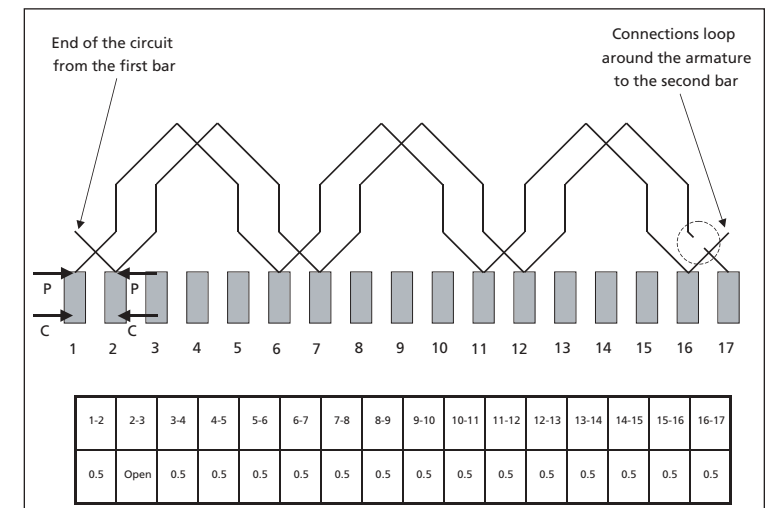 End of the circuit
from the first bar
Connections loop
around the armature
to the second bar
P P
C C
1 2 3 4 5 6 7 8 9 10 11 12 13 14 15 16 17
1-2 2-3 3-4 4-5 5-6 6-7 7-8 8-9 9-10 10-11 11-12 12-13 13-14 14-15 15-16 16-17
0.5 Open 0.5 0.5 0.5 0.5 0.5 0.5 0.5 0.5 0.5 0.5 0.5 0.5 0.5 0.5